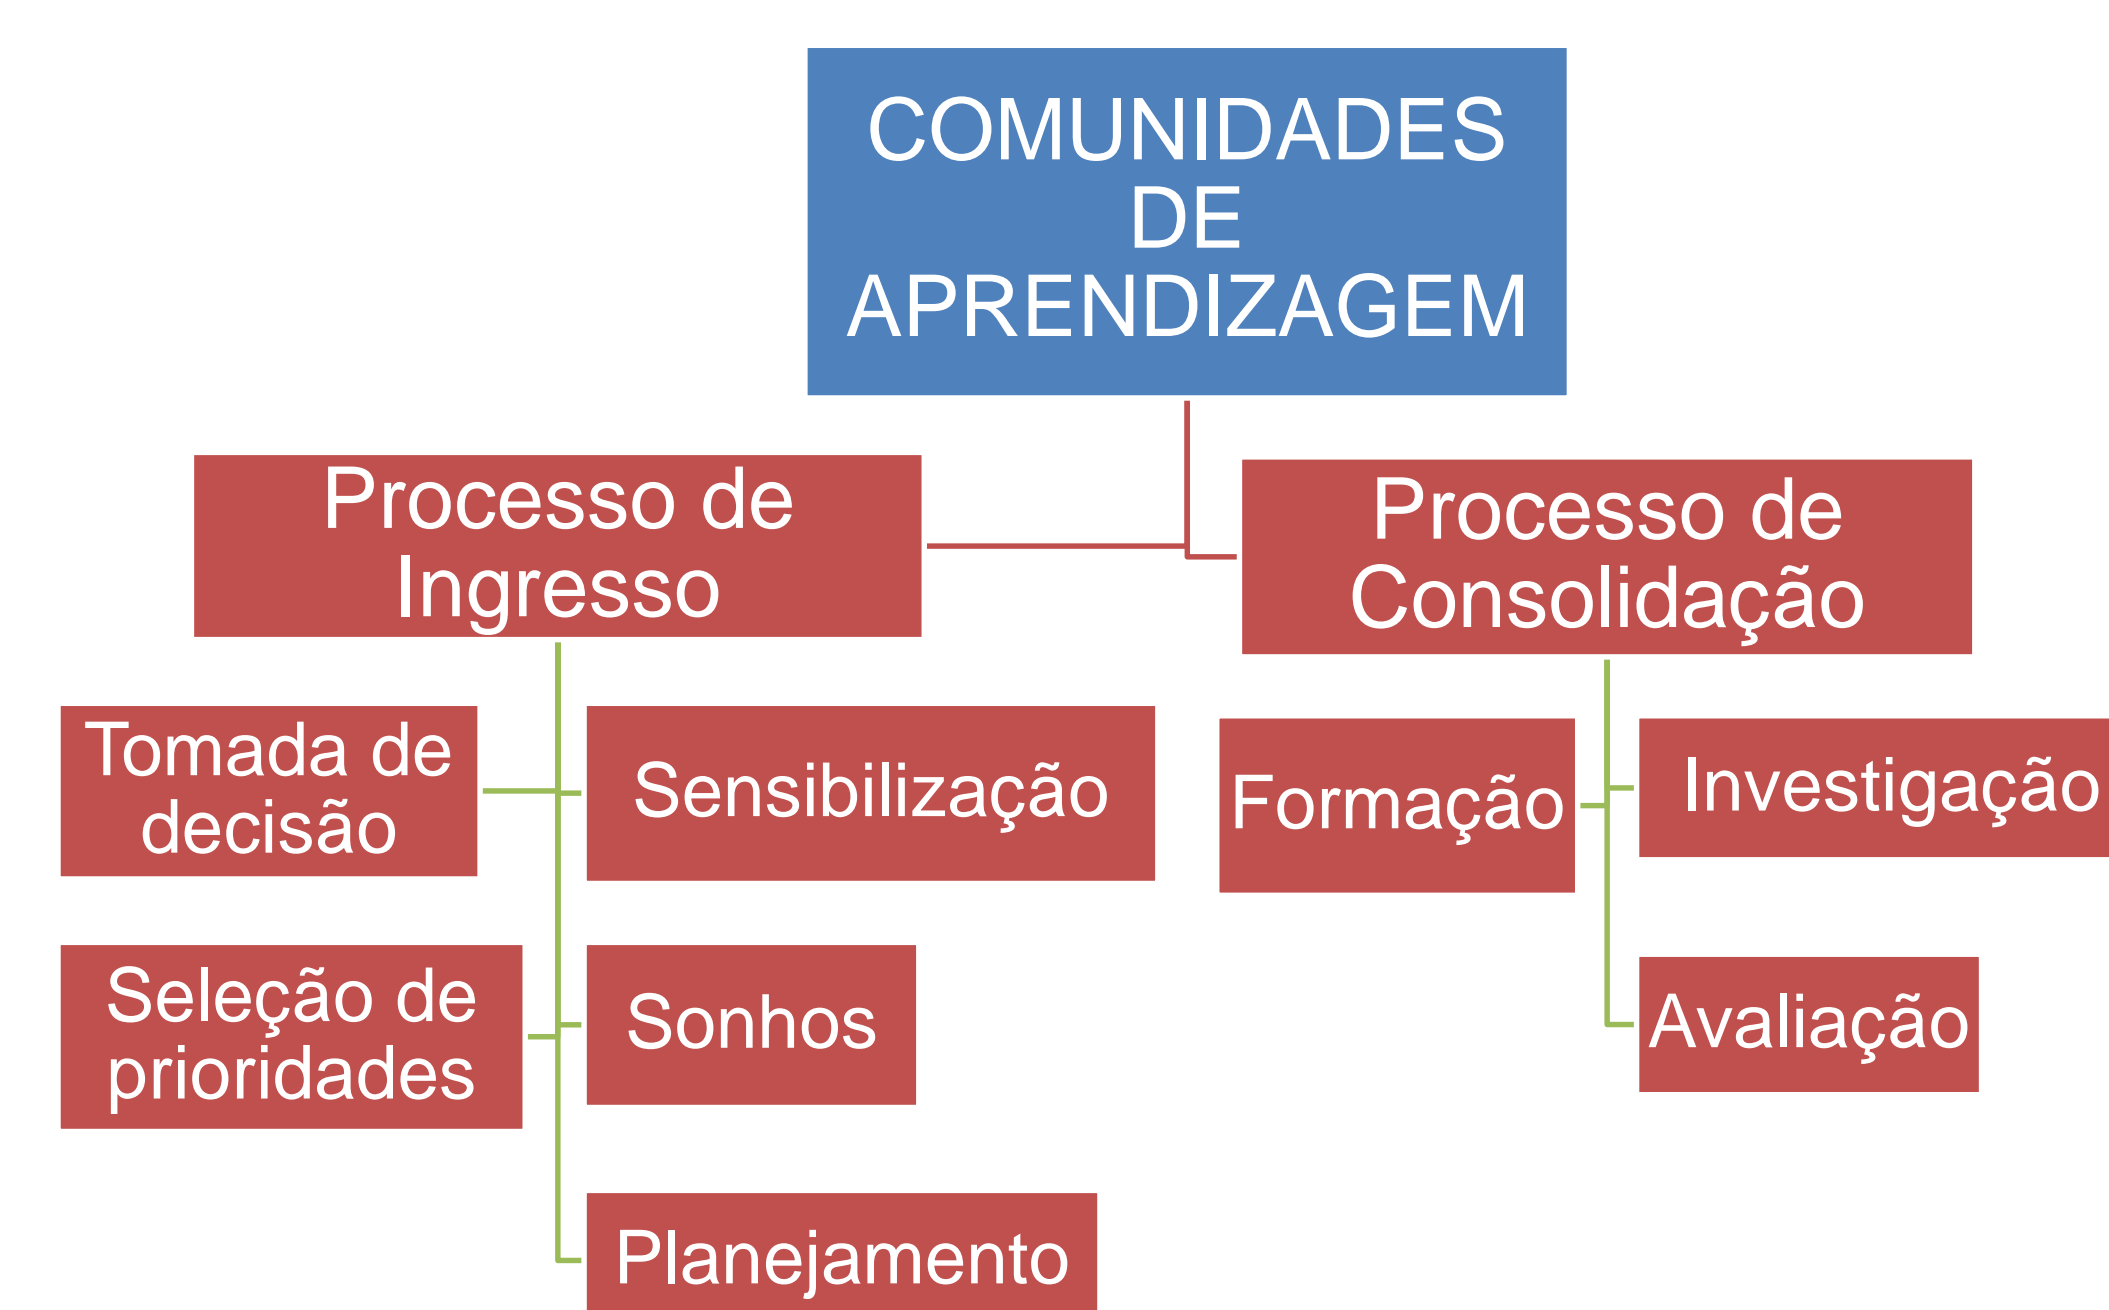 COMUNIDADES
DE
APRENDIZAGEM
Processo de
Ingresso
Processo de
Consolidação
Tomada de
decisão
Sensibilização
Formação
Investigação
Seleção de
prioridades
Sonhos
Avaliação
Planejamento